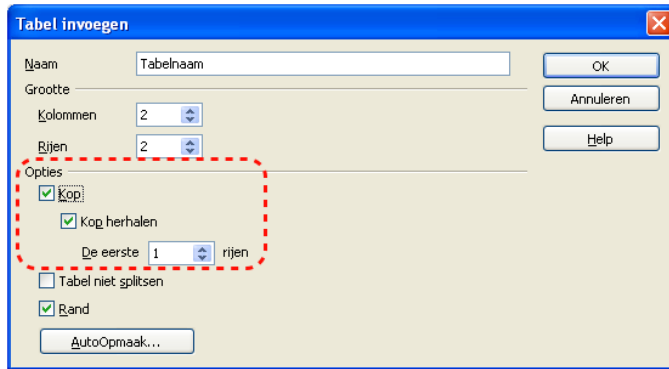 Tabel invoegen
Naam Tabelnaam OK
Grootte
Annuleren
Kolommen 2
Rijen 2 Help
Opties
Kop
Kop herhalen
De eerste 1 rijen
Tabel niet splitsen
Rand
AutoOpmaak...